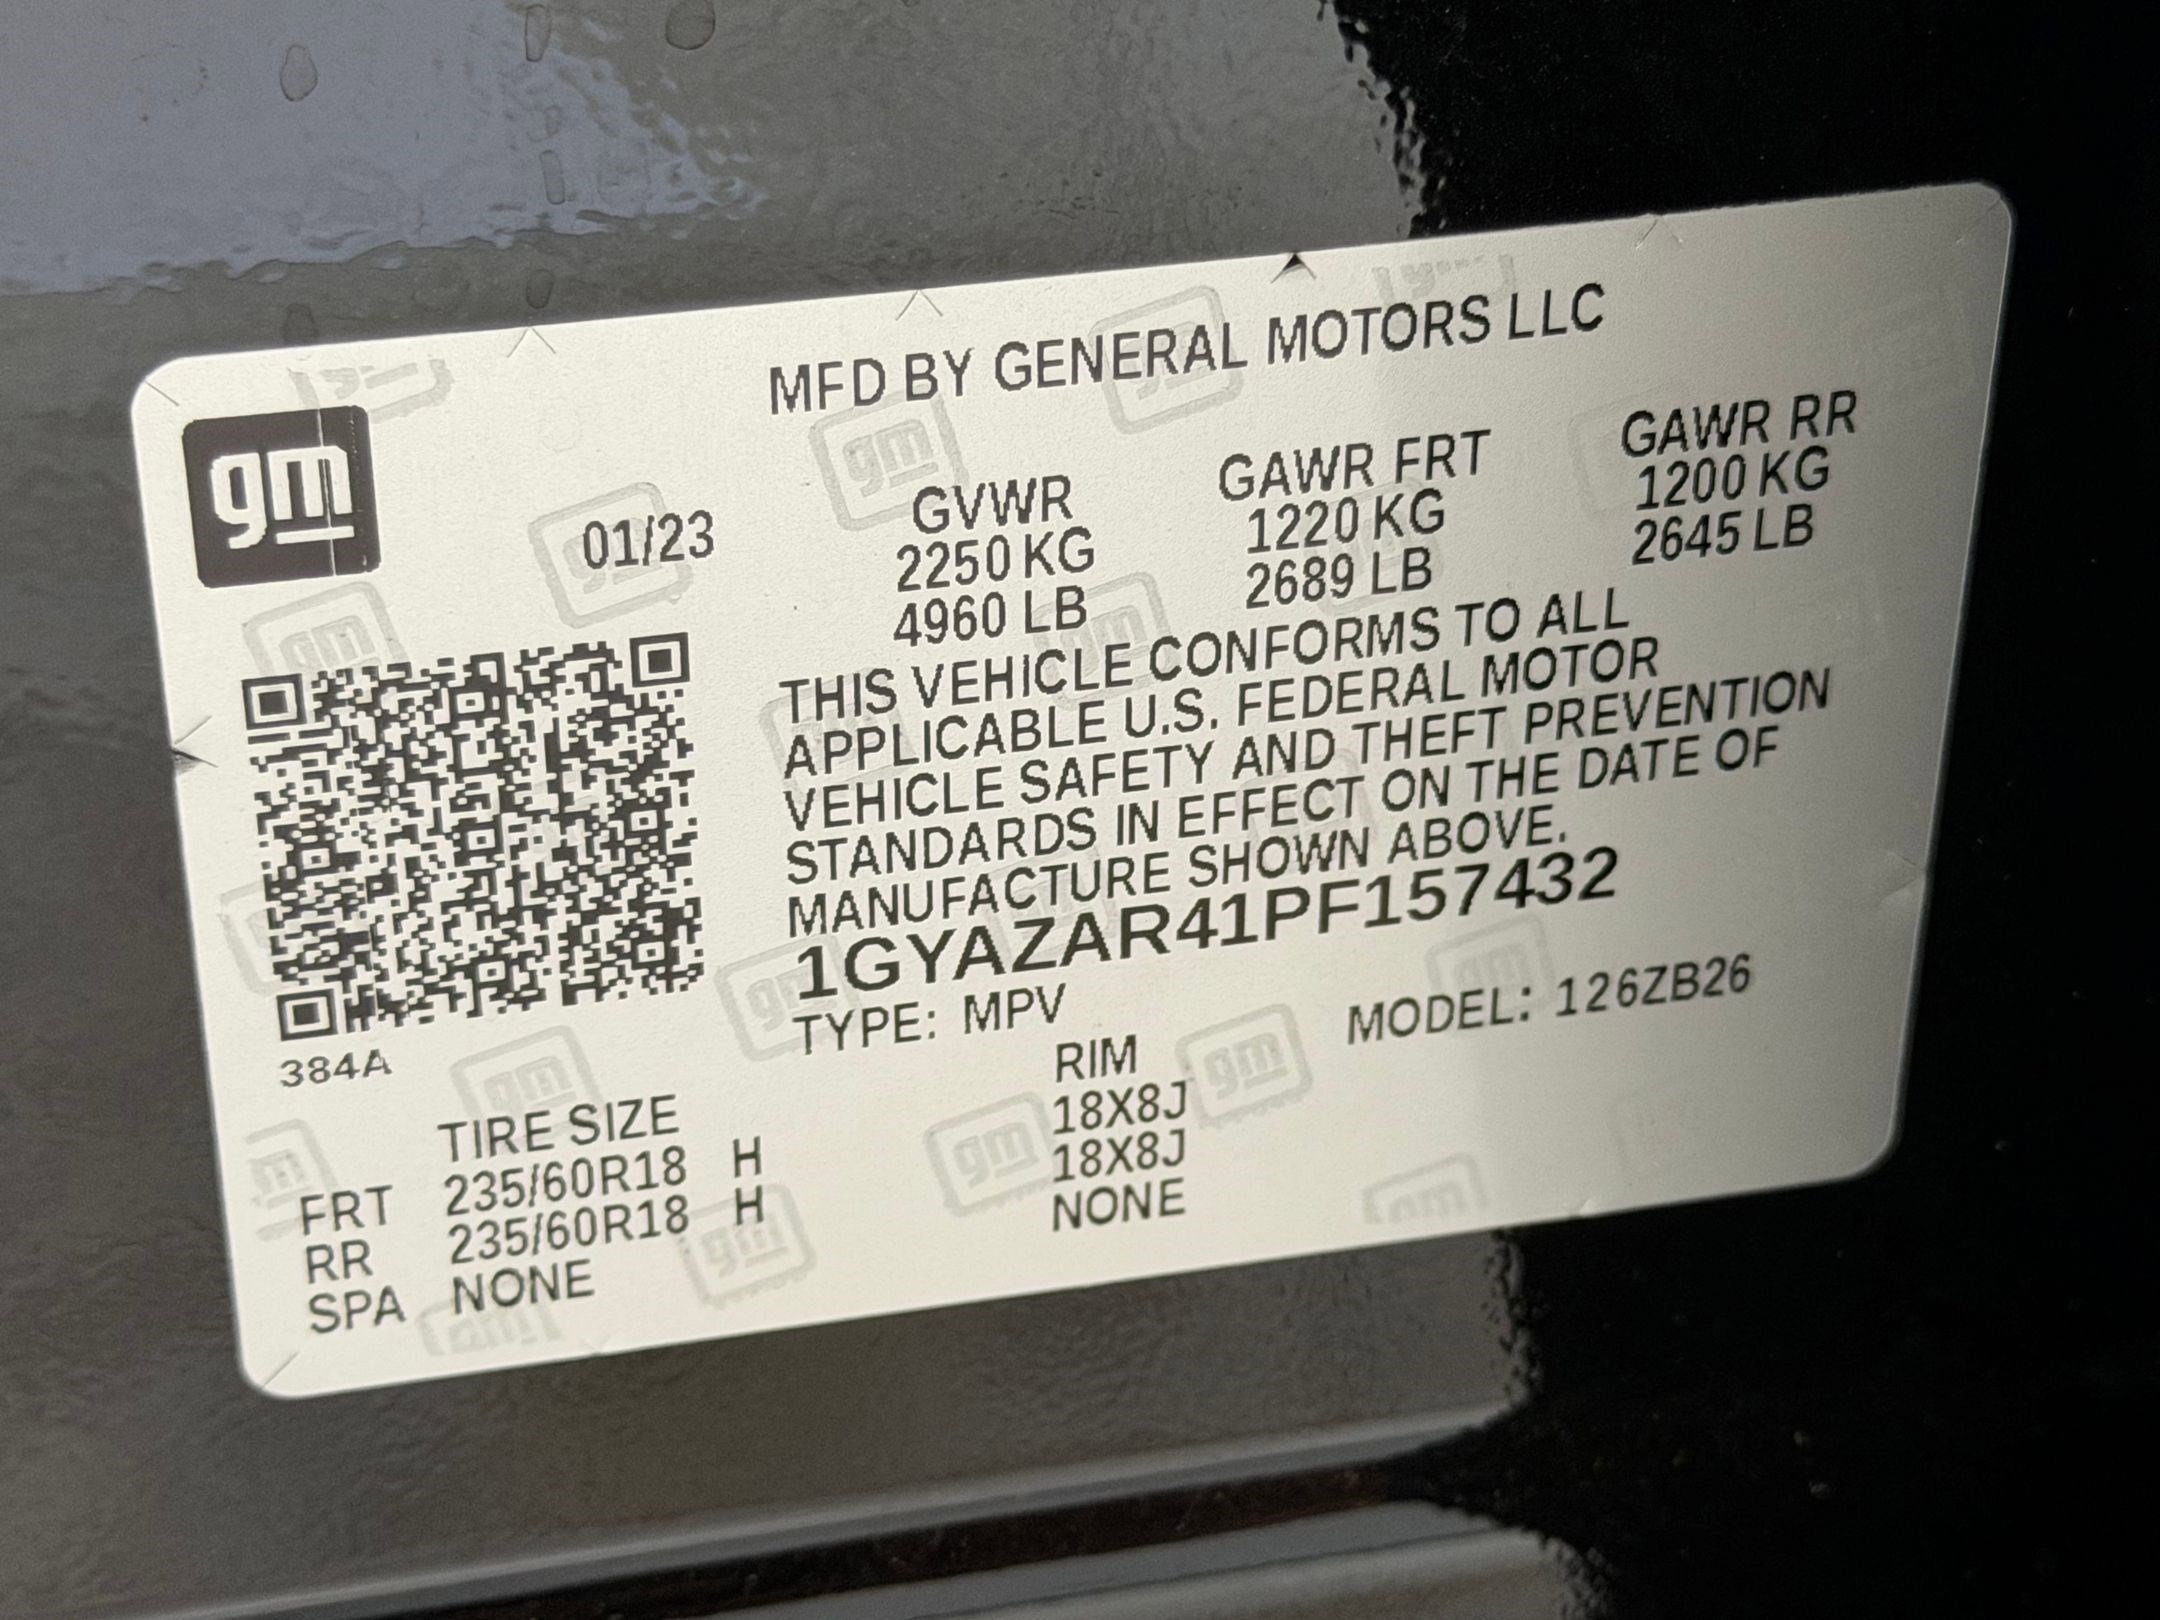 MFD BY GENERAL MOTORS LLC
gm
01/23
GVWR GAWR FRT GAWR RR
2250 KG 1220 KG 1200 KG
4960 LB 2689 LB 2645 LB
THIS VEHICLE CONFORMS TO ALL
APPLICABLE U.S. FEDERAL MOTOR
VEHICLE SAFETY AND THEFT PREVENTION
STANDARDS IN EFFECT ON THE DATE OF
MANUFACTURE SHOWN ABOVE.
1GYAZAR41PF157432
TYPE: MPV MODEL: 126ZB26
384A
TIRE SIZE RIM
FRT 235/60R18 H 18X8J
RR 235/60R18 H 18X8J
SPA NONE NONE